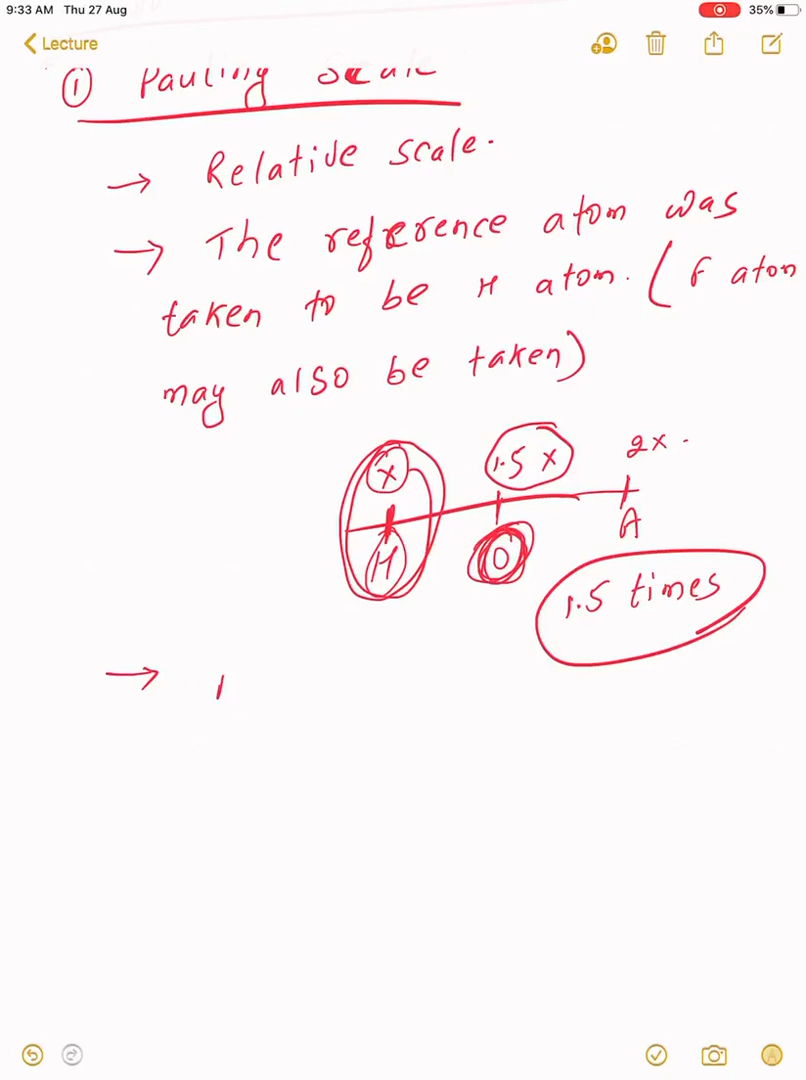 9:33 AM Thu 27 Aug
35%
Lecture
① Pauling Scale
→ Relative scale.
→ The reference atom was
taken to be H atom. (F atom
may also be taken)
x 1.5 x 2x.
H O A
1.5 times
→